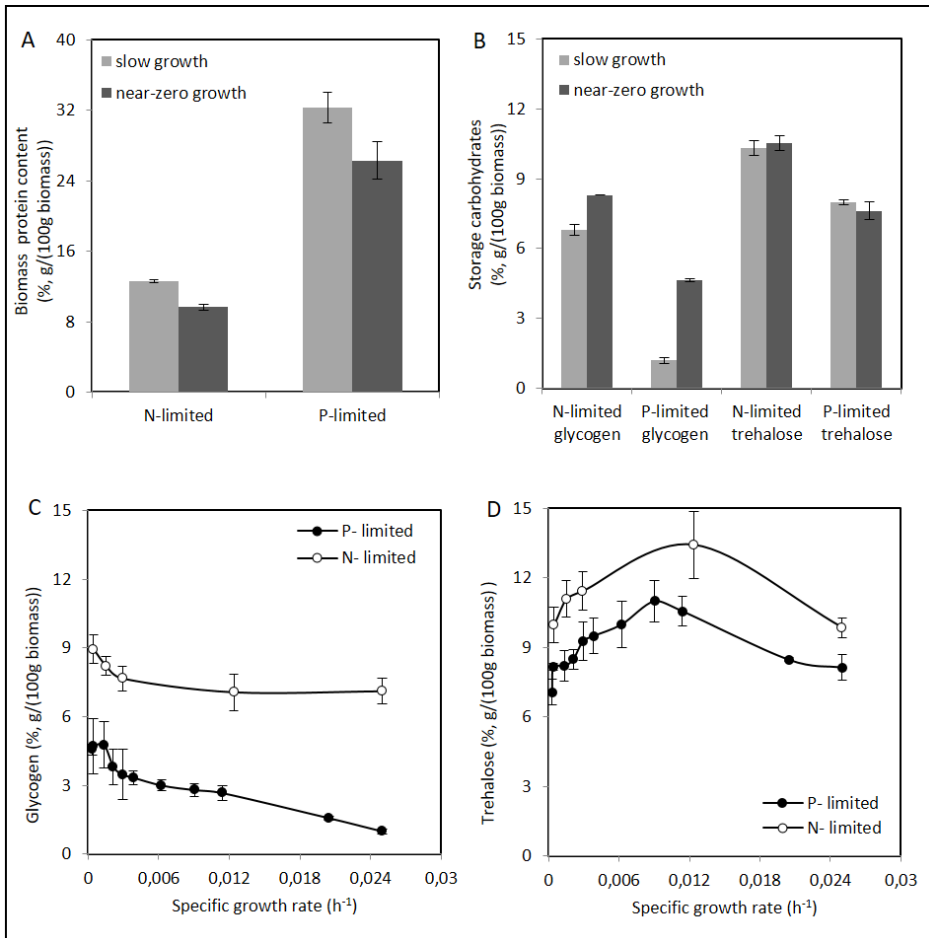 A
Biomass protein content
(%, g/(100g biomass))
40
32
24
16
8
0
slow growth
near-zero growth
N-limited
P-limited
B
Storage carbohydrates
(%, g/(100g biomass))
15
12
9
6
3
0
slow growth
near-zero growth
N-limited
glycogen
P-limited
glycogen
N-limited
trehalose
P-limited
trehalose
C
Glycogen (%, g/(100g biomass))
15
12
9
6
3
0
P- limited
N- limited
0
0,006
0,012
0,018
0,024
0,03
Specific growth rate (h⁻¹)
D
Trehalose (%, g/(100g biomass))
15
12
9
6
3
0
P- limited
N- limited
0
0,006
0,012
0,018
0,024
0,03
Specific growth rate (h⁻¹)